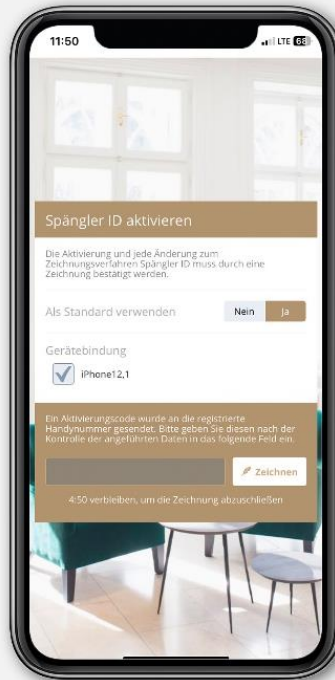 11:50
LTE 68
Spängler ID aktivieren
Die Aktivierung und jede Änderung zum
Zeichnungsverfahren Spängler ID muss durch eine
Zeichnung bestätigt werden.
Als Standard verwenden Nein Ja
Gerätebindung
iPhone12,1
Ein Aktivierungscode wurde an die registrierte
Handynummer gesendet. Bitte geben Sie diesen nach der
Kontrolle der angeführten Daten in das folgende Feld ein.
Zeichnen
4:50 verbleiben, um die Zeichnung abzuschließen